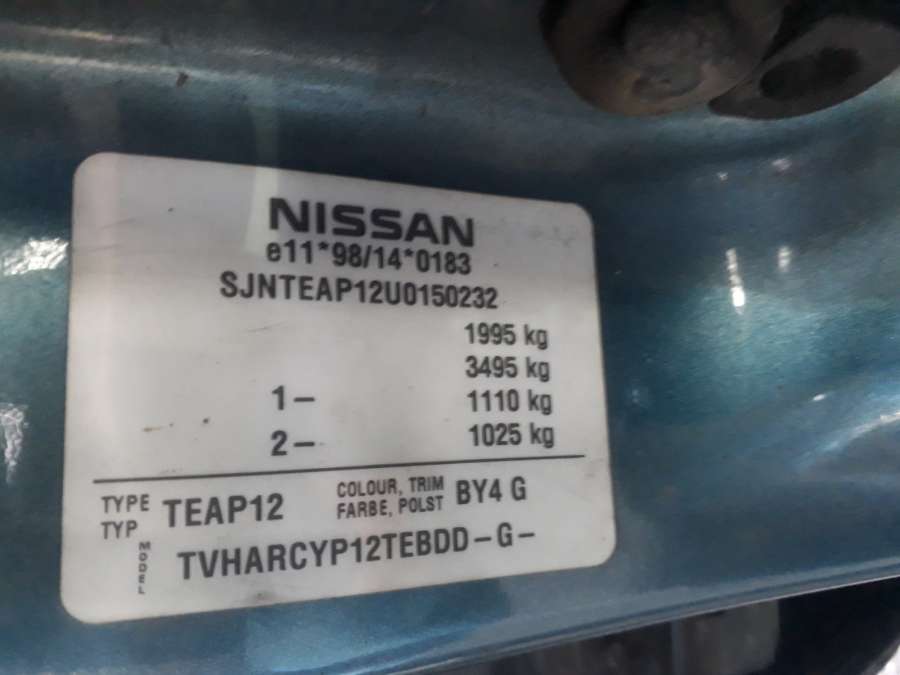 NISSAN
e11*98/14*0183
SJNTEAP12U0150232
1995 kg
3495 kg
1- 1110 kg
2- 1025 kg
TYPE
TYP TEAP12 COLOUR, TRIM
FARBE, POLST BY4 G
MODEL TVHARCYP12TEBDD-G-